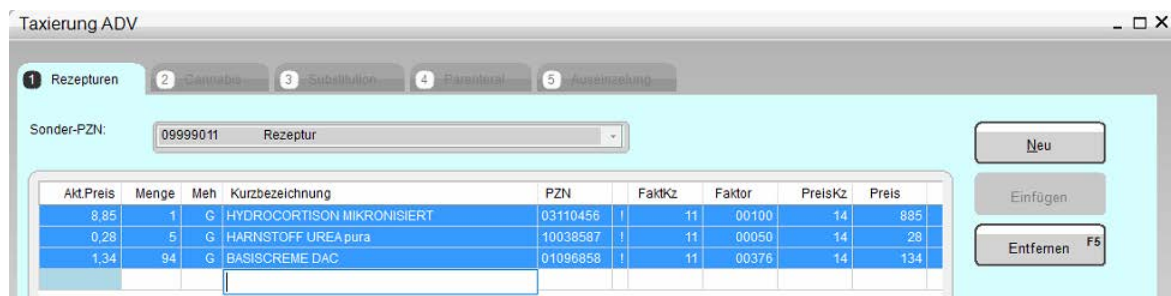 Taxierung ADV
1 Rezepturen 2 Cannabis 3 Substitution 4 Parenteral 5 Auseinzelung
Sonder-PZN: 09999011 Rezeptur
Neu
Akt.Preis Menge Meh Kurzbezeichnung PZN FaktKz Faktor PreisKz Preis
Einfügen
8,85 1 G HYDROCORTISON MIKRONISIERT 03110456 ! 11 00100 14 885
0,28 5 G HARNSTOFF UREA pura 10038587 ! 11 00050 14 28
Entfernen F5
1,34 94 G BASISCREME DAC 01096858 ! 11 00376 14 134